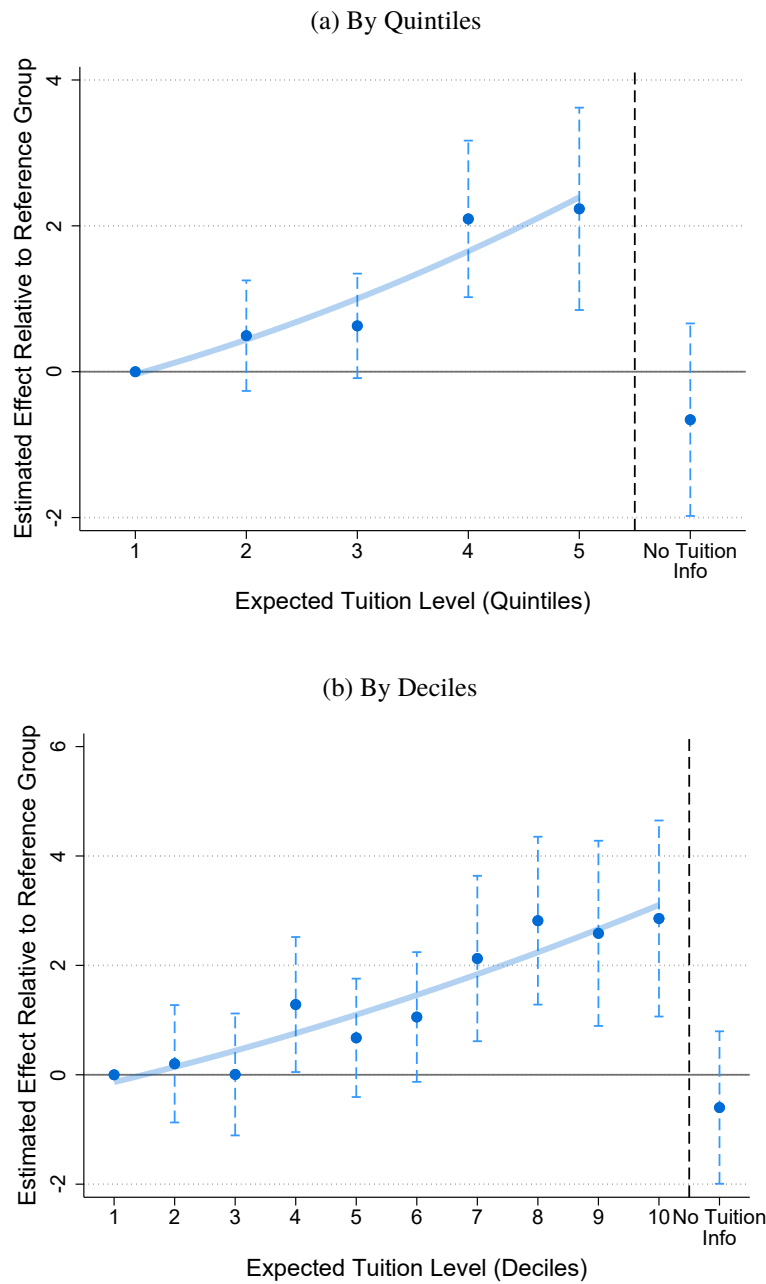 (a) By Quintiles
Estimated Effect Relative to Reference Group
4
2
0
-2
1 2 3 4 5 No Tuition
Info
Expected Tuition Level (Quintiles)
(b) By Deciles
Estimated Effect Relative to Reference Group
6
4
2
0
-2
1 2 3 4 5 6 7 8 9 10 No Tuition
Info
Expected Tuition Level (Deciles)